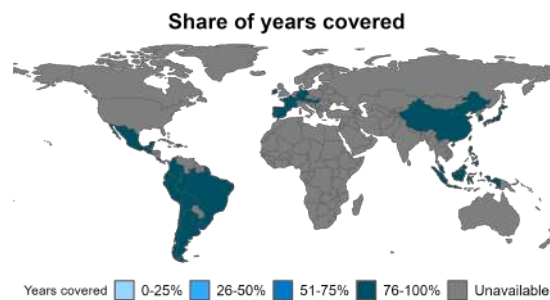 Share of years covered
Years covered 0-25% 26-50% 51-75% 76-100% Unavailable